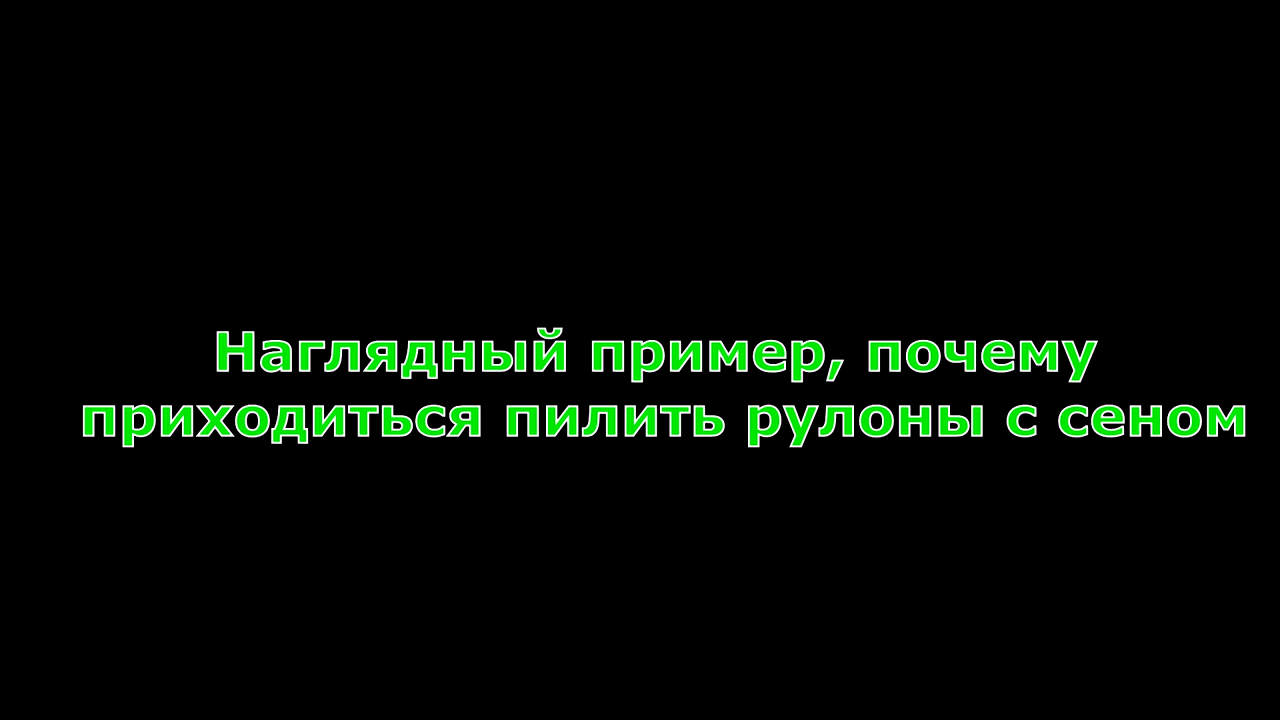 Наглядный пример, почему
приходиться пилить рулоны с сеном